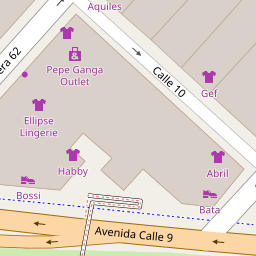 Aquiles
era 62
Pepe Ganga
Outlet
Calle 10
Gef
Ellipse
Lingerie
Habby
Abril
Bossi
Bata
Avenida Calle 9